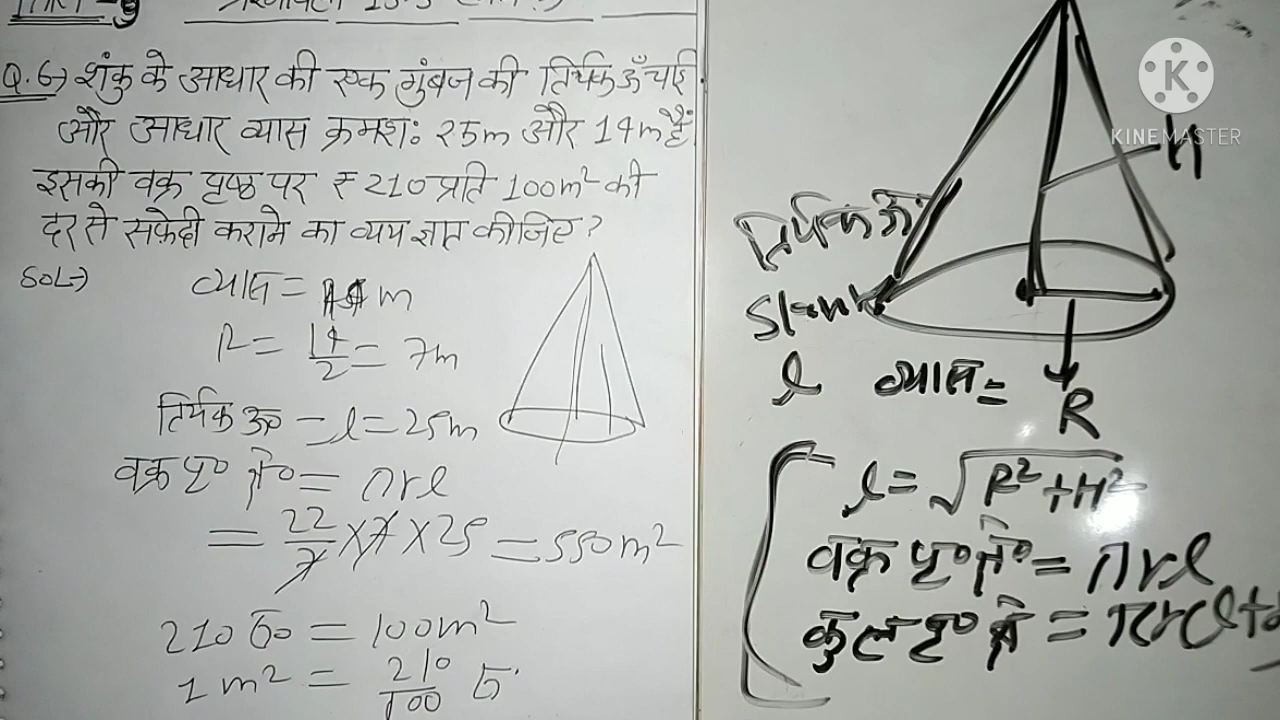 Q.6→ शंकु के आधार की एक गुंबज की तिर्यक ऊँचाई
और आधार व्यास क्रमश: 25m और 14m हैं
इसकी वक्र पृष्ठ पर ₹ 210 प्रति 100m² की
दर से सफ़ेदी कराने का व्यय ज्ञात कीजिए?
SOL→) व्यास = 14 m
R = 14/2 = 7m
तिर्यक ऊ० – l = 25m
वक्र पृ० क्षे० = πrl
= 22/7 × 7 × 25 = 550m²
210 रु० = 100m²
1 m² = 210/100 रु.
KINEMASTER
H
तिर्यक ऊँ०
Slant
l व्यास =
R
l = √R² + H²
वक्र पृ० क्षे० = πrl
कुल पृ० क्षे० = πr(l+